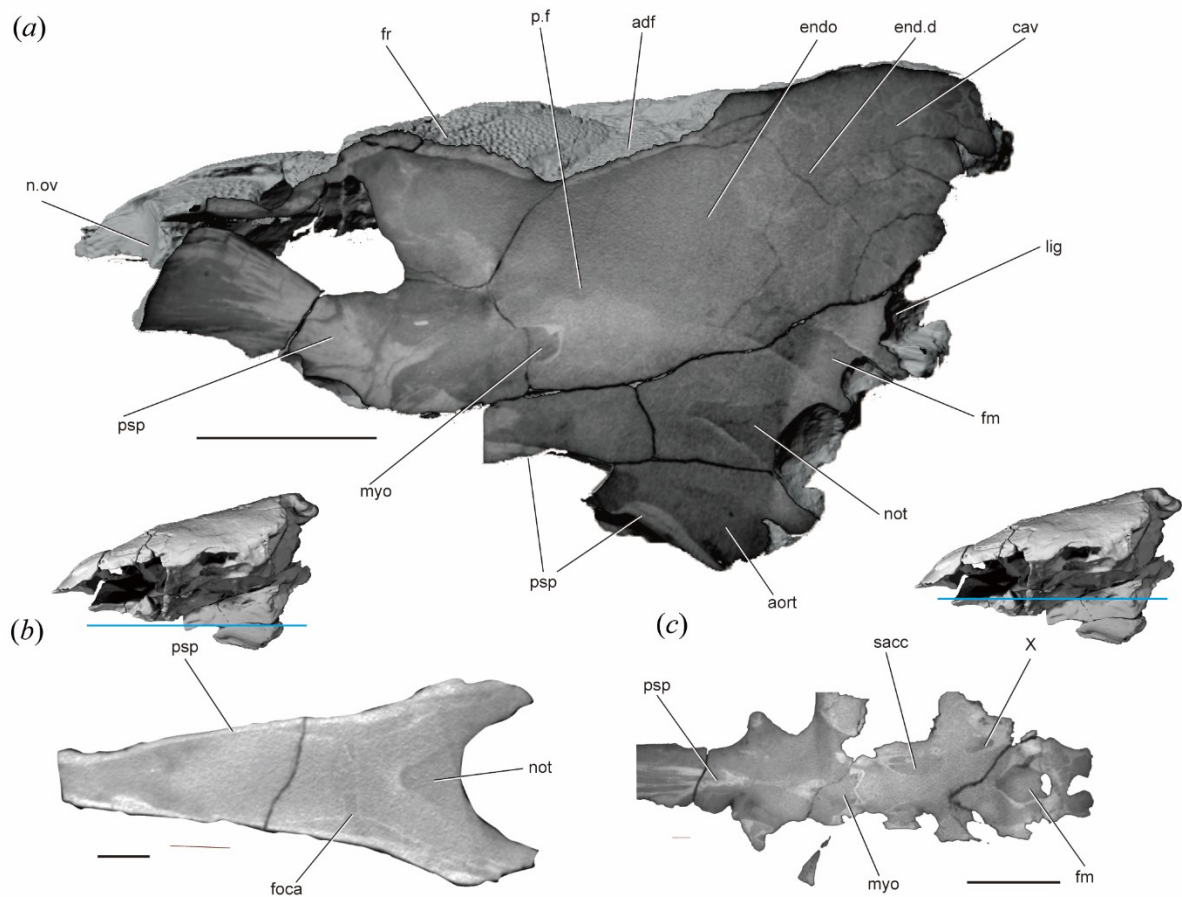 (a)
fr
p.f
adf
endo
end.d
cav
n.ov
lig
psp
fm
myo
not
psp
aort
(b)
psp
not
foca
(c)
sacc
X
psp
myo
fm